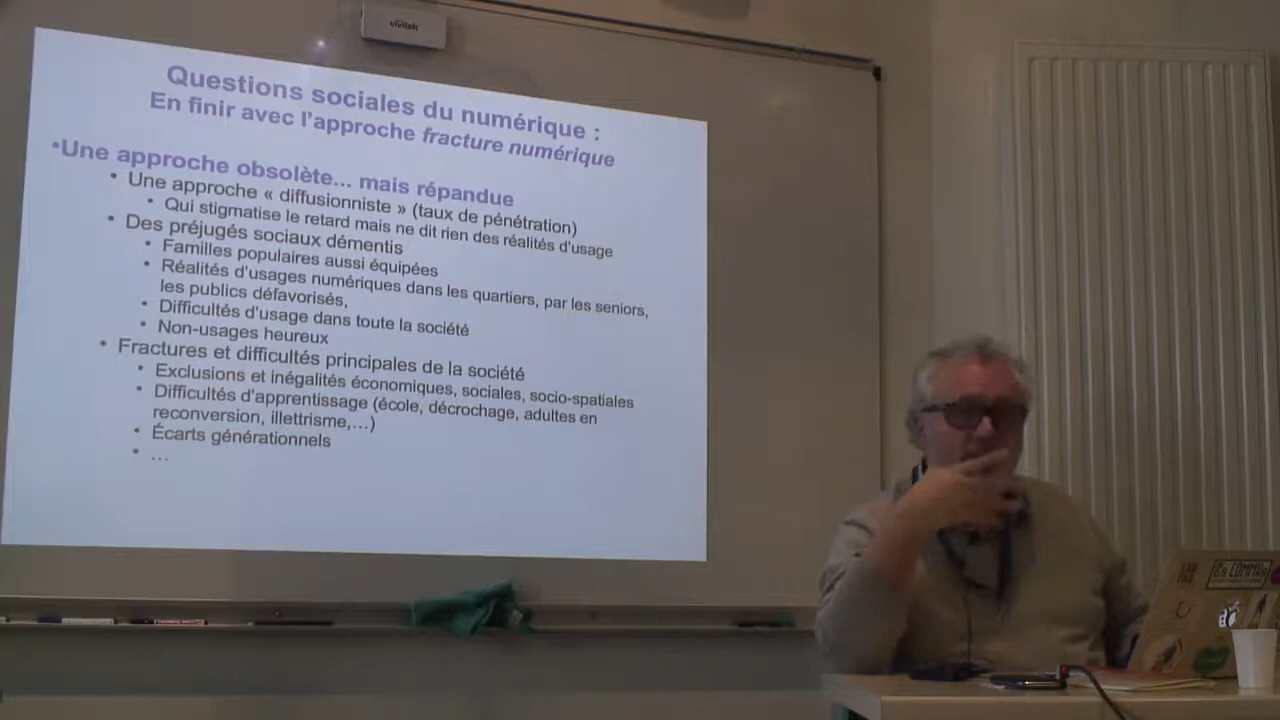 vivitek
Questions sociales du numérique :
En finir avec l'approche fracture numérique
•Une approche obsolète... mais répandue
• Une approche « diffusionniste » (taux de pénétration)
• Qui stigmatise le retard mais ne dit rien des réalités d'usage
• Des préjugés sociaux démentis
• Familles populaires aussi équipées
• Réalités d'usages numériques dans les quartiers, par les seniors,
les publics défavorisés,
• Difficultés d'usage dans toute la société
• Non-usages heureux
• Fractures et difficultés principales de la société
• Exclusions et inégalités économiques, sociales, socio-spatiales
• Difficultés d'apprentissage (école, décrochage, adultes en
reconversion, illettrisme,...)
• Écarts générationnels
• ...